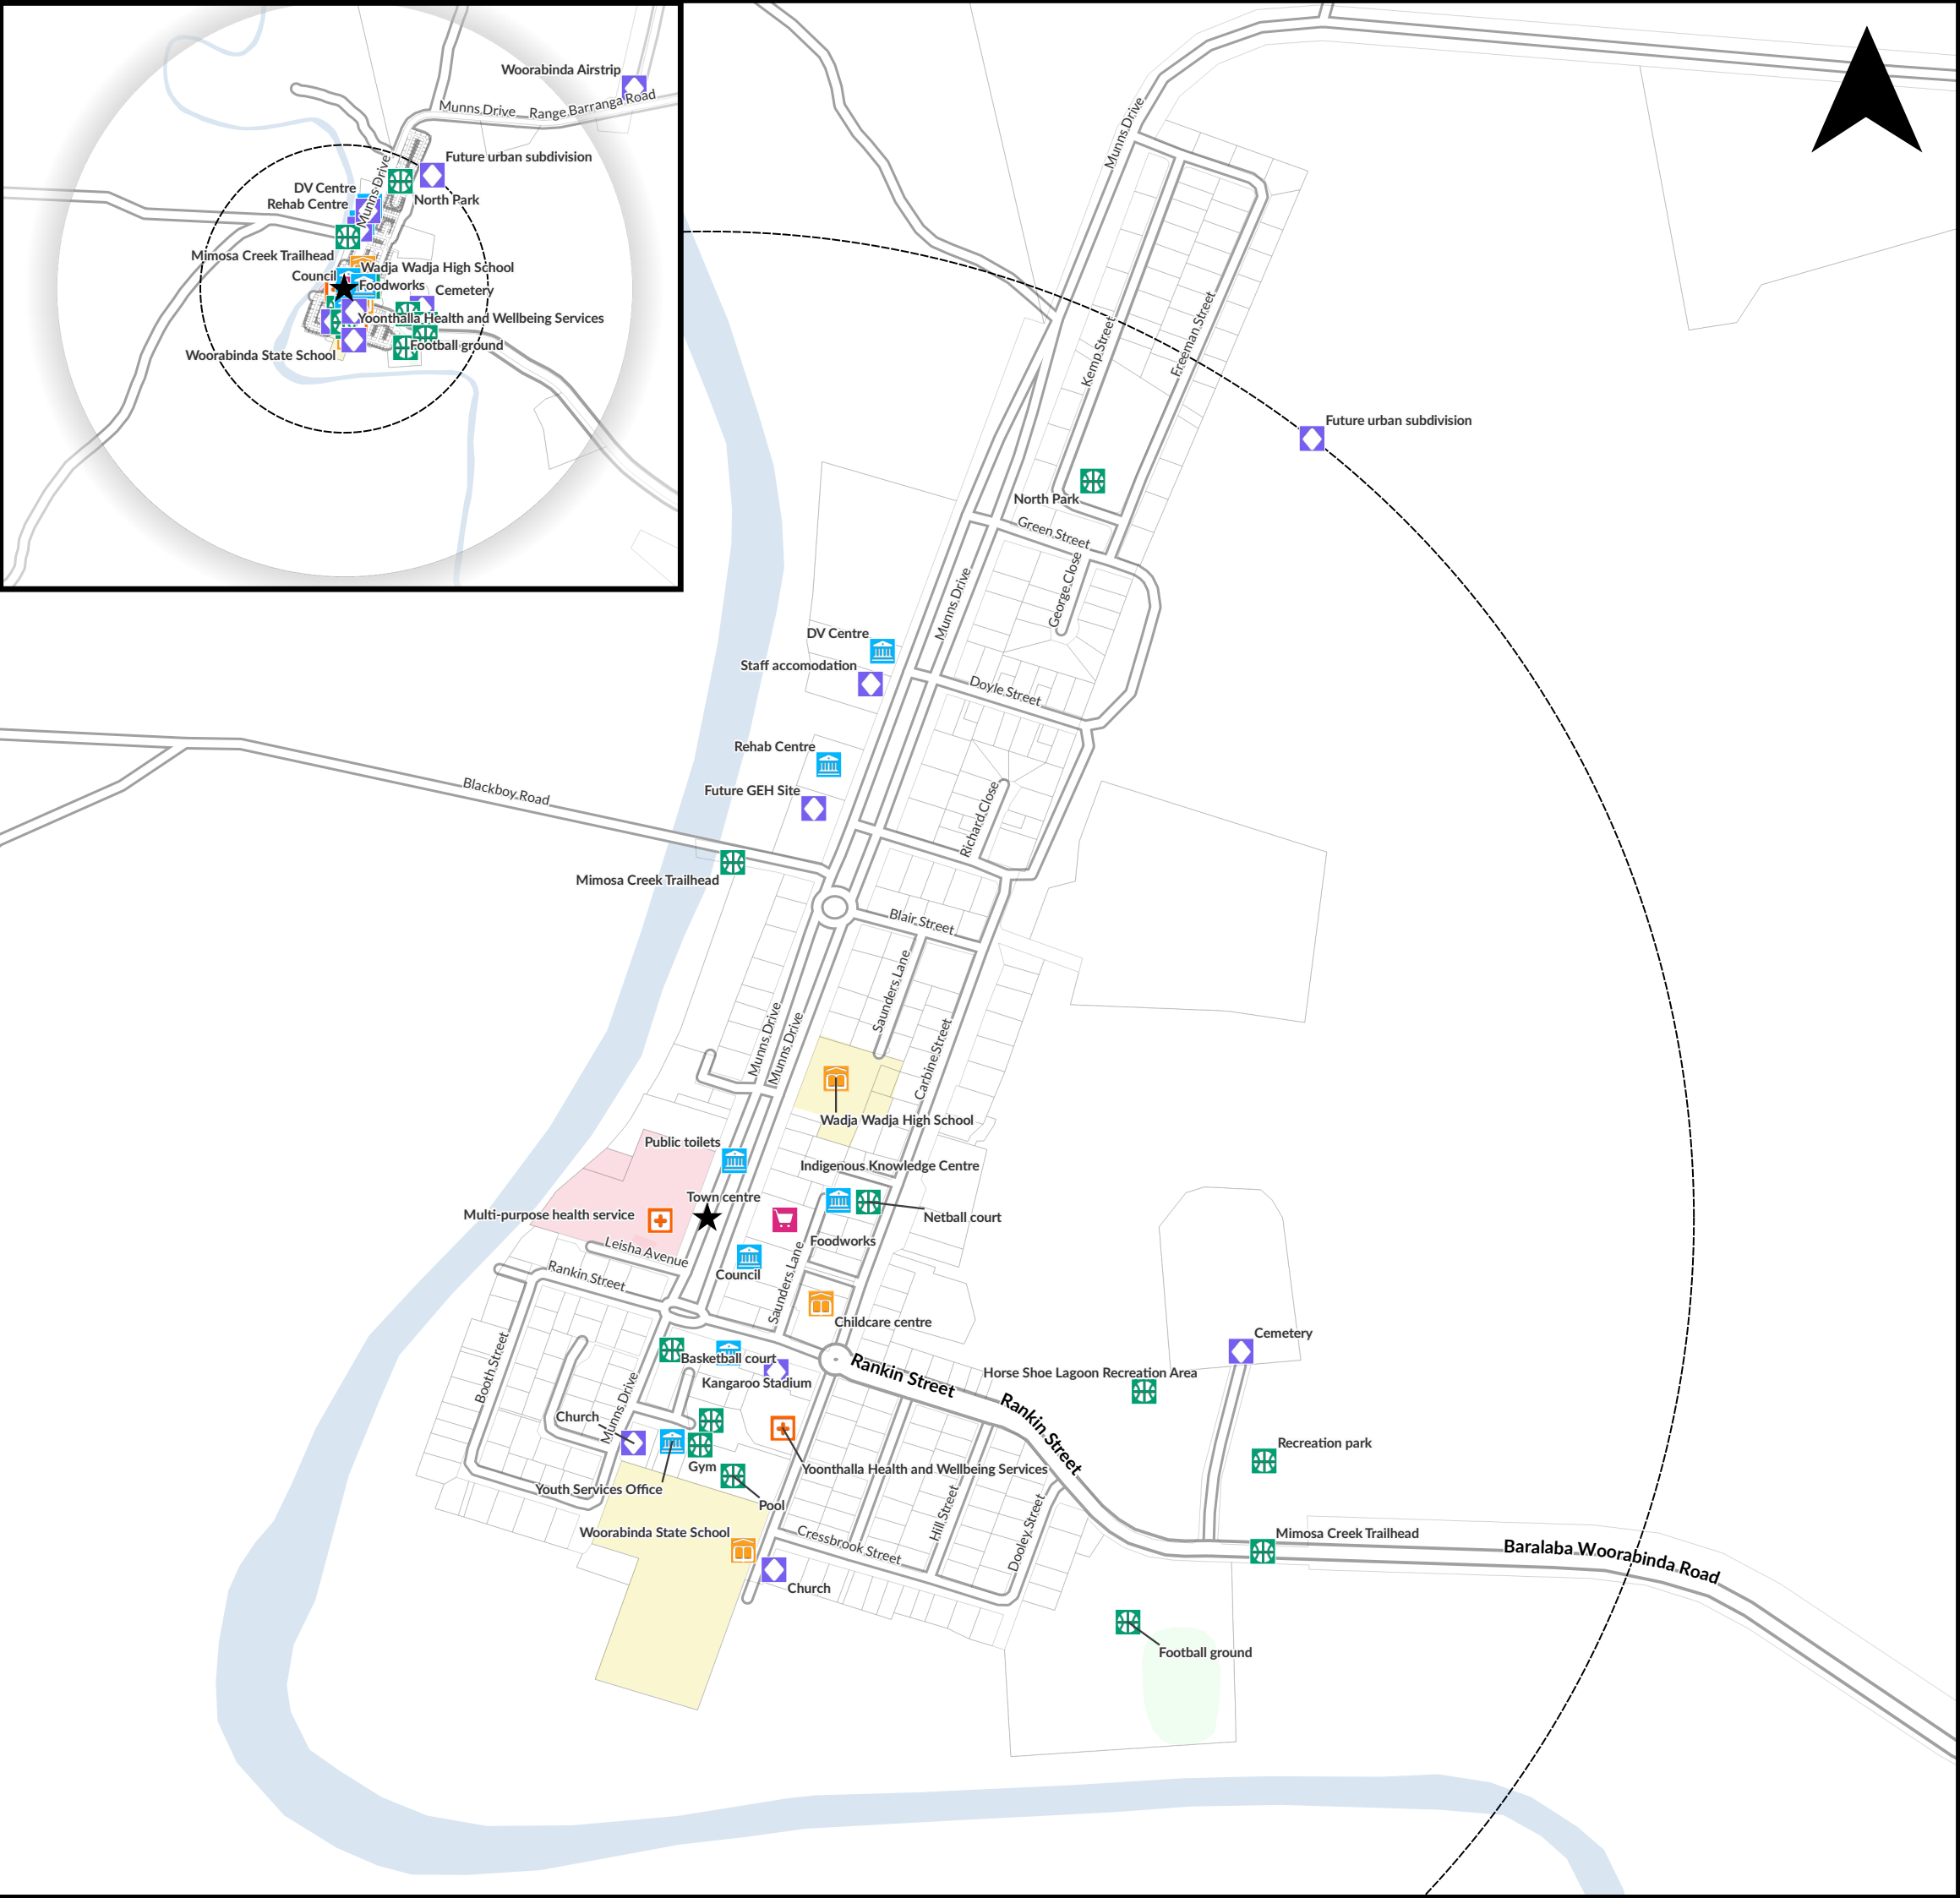 Woorabinda Airstrip
Munns Drive
Range Barranga Road
Future urban subdivision
DV Centre
Rehab Centre
Munns Drive
North Park
Mimosa Creek Trailhead
Wadja Wadja High School
Council
Foodworks
Cemetery
Yoonthalla Health and Wellbeing Services
Football ground
Woorabinda State School
Munns Drive
Kemp Street
Freeman Street
Future urban subdivision
North Park
Green Street
George Close
Munns Drive
DV Centre
Staff accomodation
Doyle Street
Rehab Centre
Future GEH Site
Blackboy Road
Richard Close
Mimosa Creek Trailhead
Blair Street
Saunders Lane
Munns Drive
Munns Drive
Carbine Street
Wadja Wadja High School
Public toilets
Indigenous Knowledge Centre
Town centre
Multi-purpose health service
Netball court
Foodworks
Leisha Avenue
Council
Rankin Street
Saunders Lane
Childcare centre
Cemetery
Booth Street
Basketball court
Rankin Street
Horse Shoe Lagoon Recreation Area
Kangaroo Stadium
Munns Drive
Rankin Street
Church
Recreation park
Gym
Yoonthalla Health and Wellbeing Services
Youth Services Office
Pool
Hill Street
Dooley Street
Woorabinda State School
Cressbrook Street
Mimosa Creek Trailhead
Baralaba Woorabinda Road
Church
Football ground